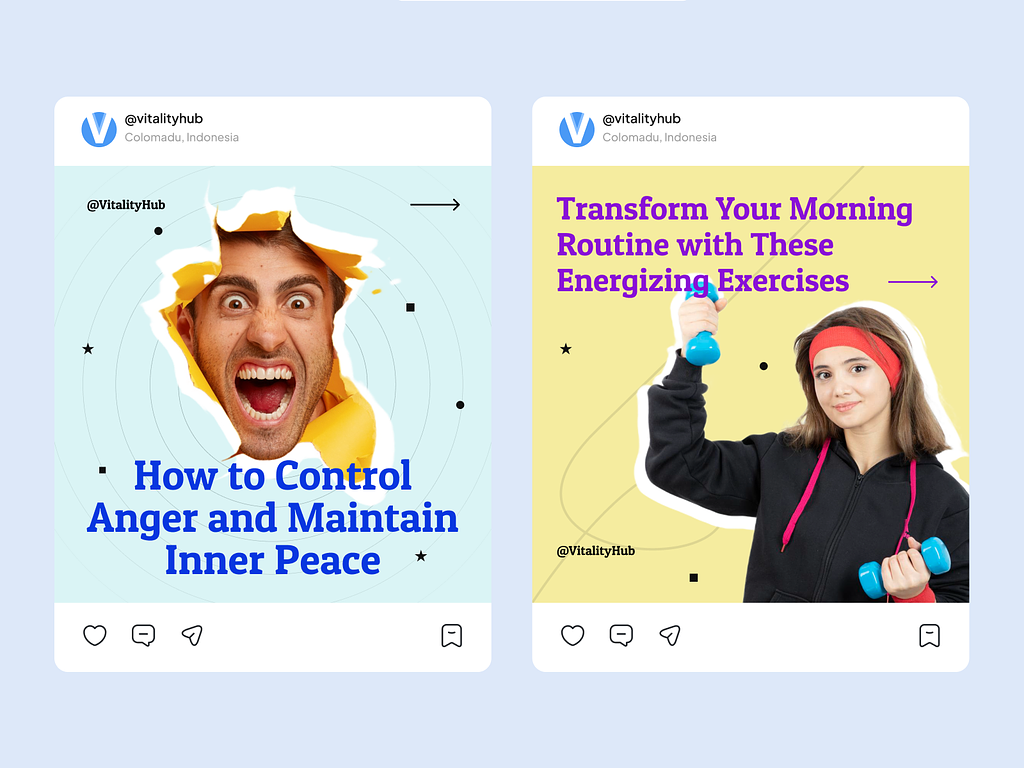 @vitalityhub
Colomadu, Indonesia
@VitalityHub
How to Control
Anger and Maintain
Inner Peace
@vitalityhub
Colomadu, Indonesia
Transform Your Morning
Routine with These
Energizing Exercises
@VitalityHub